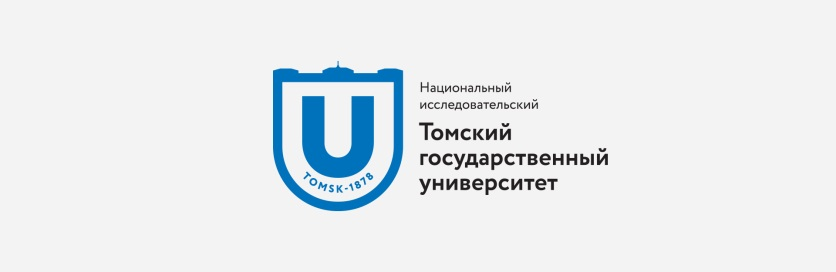 U
TOMSK-1878
Национальный
исследовательский
Томский
государственный
университет